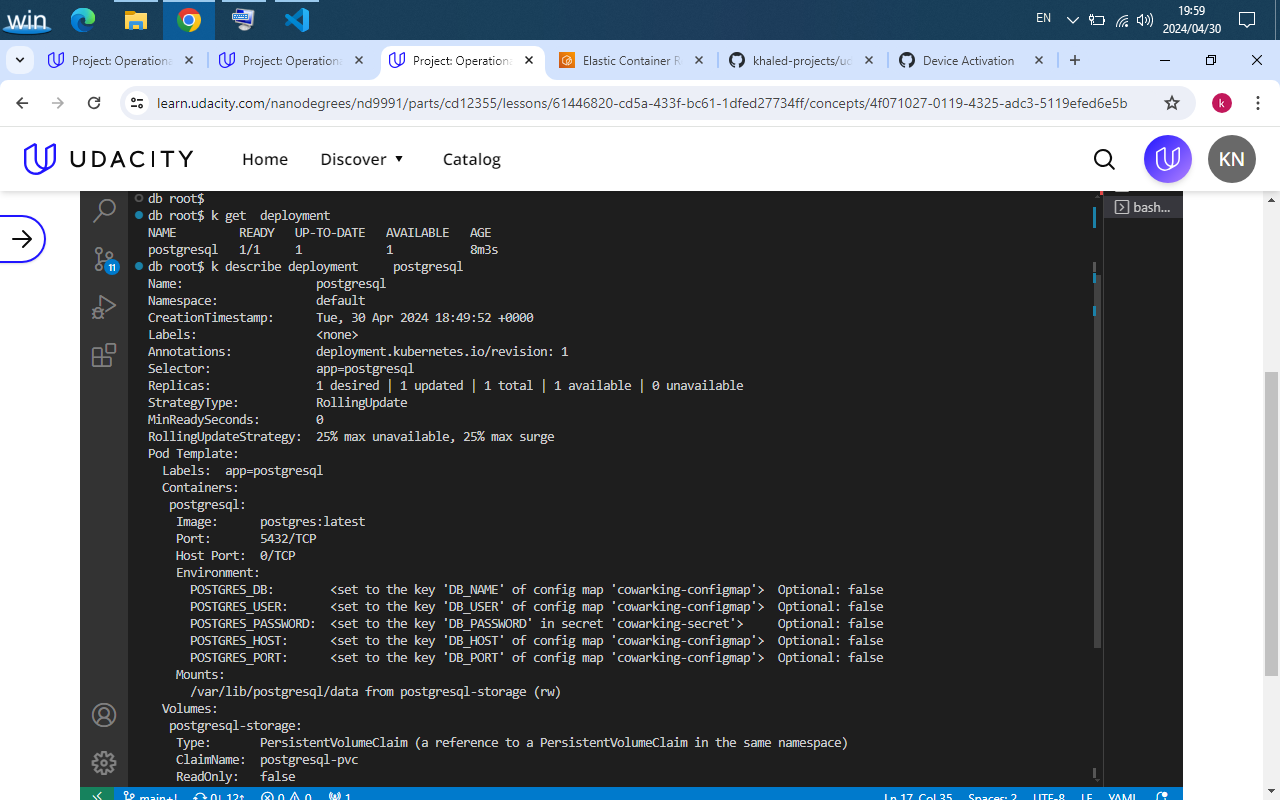 win
EN
19:59
2024/04/30
Project: Operationa
Project: Operationa
Project: Operationa
Elastic Container R
khaled-projects/ud
Device Activation
learn.udacity.com/nanodegrees/nd9991/parts/cd12355/lessons/61446820-cd5a-433f-bc61-1dfed27734ff/concepts/4f071027-0119-4325-adc3-5119efed6e5b
k
UDACITY
Home
Discover ▼
Catalog
KN
db root$
db root$ k get  deployment
NAME         READY   UP-TO-DATE   AVAILABLE   AGE
postgresql   1/1     1            1           8m3s
db root$ k describe deployment     postgresql
Name:                   postgresql
Namespace:              default
CreationTimestamp:      Tue, 30 Apr 2024 18:49:52 +0000
Labels:                 <none>
Annotations:            deployment.kubernetes.io/revision: 1
Selector:               app=postgresql
Replicas:               1 desired | 1 updated | 1 total | 1 available | 0 unavailable
StrategyType:           RollingUpdate
MinReadySeconds:        0
RollingUpdateStrategy:  25% max unavailable, 25% max surge
Pod Template:
  Labels:  app=postgresql
  Containers:
   postgresql:
    Image:      postgres:latest
    Port:       5432/TCP
    Host Port:  0/TCP
    Environment:
      POSTGRES_DB:        <set to the key 'DB_NAME' of config map 'cowarking-configmap'>  Optional: false
      POSTGRES_USER:      <set to the key 'DB_USER' of config map 'cowarking-configmap'>  Optional: false
      POSTGRES_PASSWORD:  <set to the key 'DB_PASSWORD' in secret 'cowarking-secret'>     Optional: false
      POSTGRES_HOST:      <set to the key 'DB_HOST' of config map 'cowarking-configmap'>  Optional: false
      POSTGRES_PORT:      <set to the key 'DB_PORT' of config map 'cowarking-configmap'>  Optional: false
    Mounts:
      /var/lib/postgresql/data from postgresql-storage (rw)
  Volumes:
   postgresql-storage:
    Type:       PersistentVolumeClaim (a reference to a PersistentVolumeClaim in the same namespace)
    ClaimName:  postgresql-pvc
    ReadOnly:   false
bash...
11
main+! 0↓ 12↑ 0 0 1
Ln 17, Col 35
Spaces: 2
UTF-8
LF
YAML